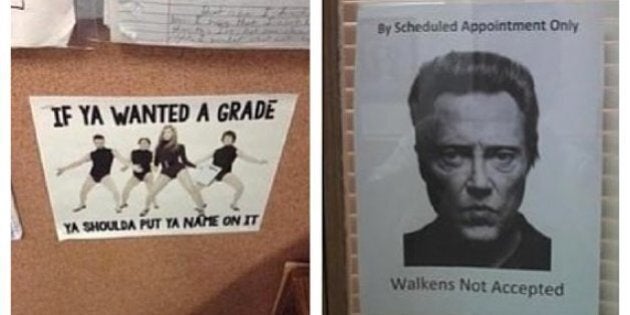 IF YA WANTED A GRADE
YA SHOULDA PUT YA NAME ON IT
By Scheduled Appointment Only
Walkens Not Accepted